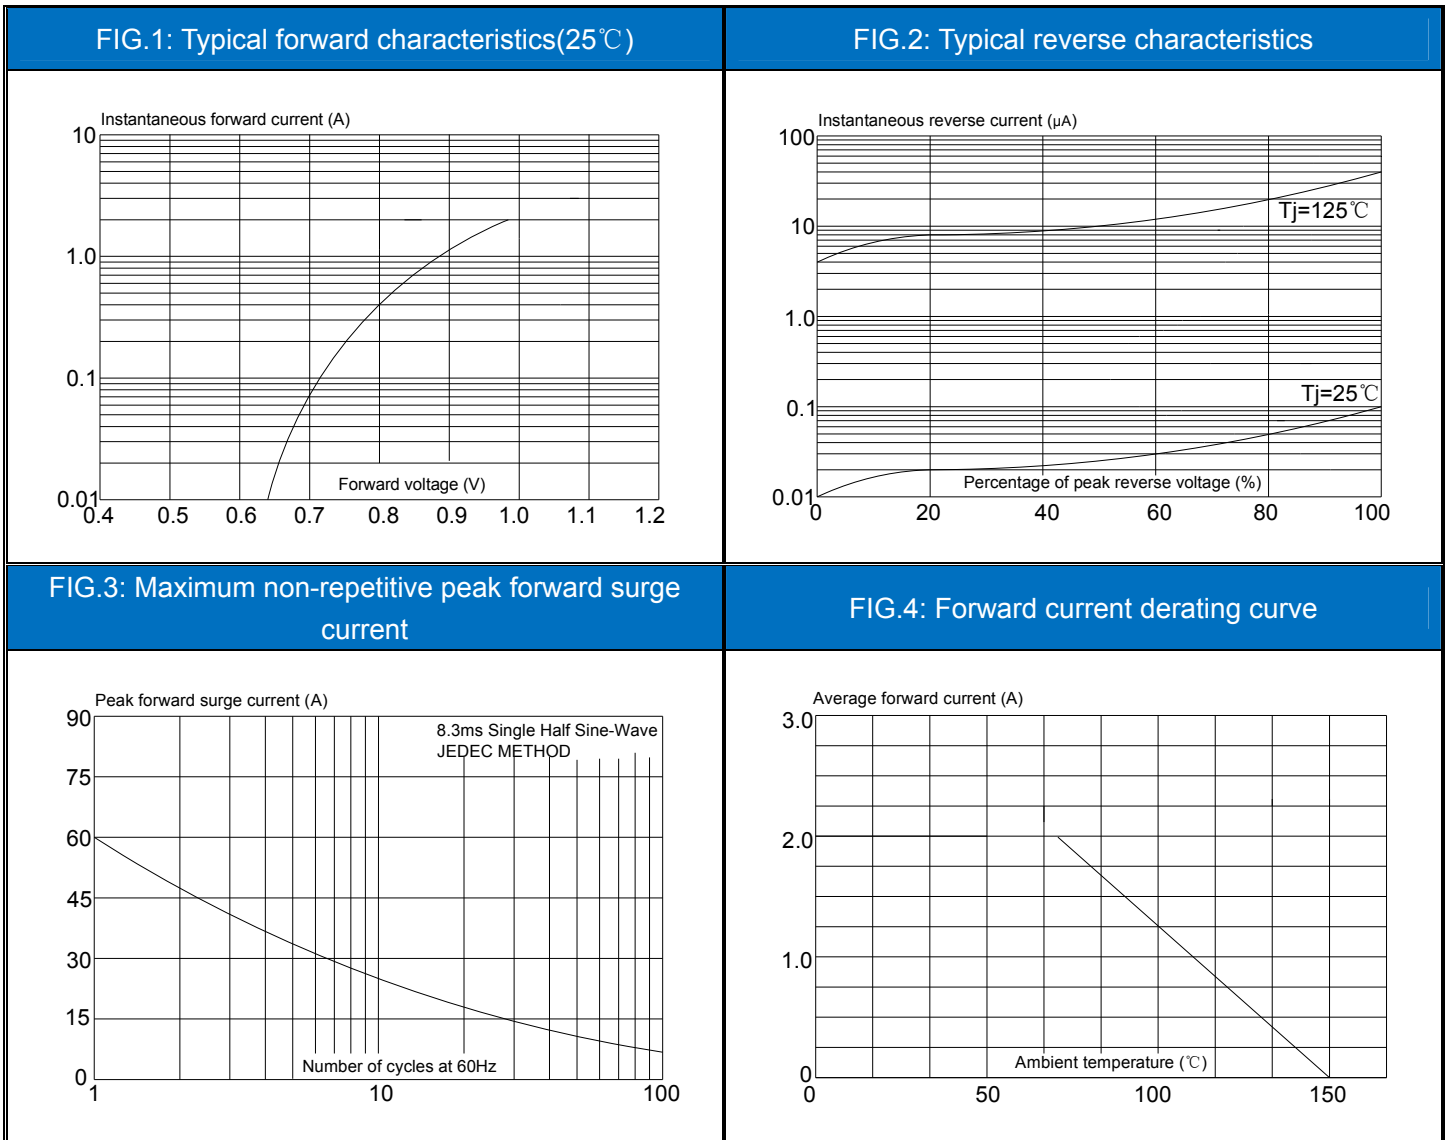 FIG.1: Typical forward characteristics(25℃)
Instantaneous forward current (A)
10
1.0
0.1
0.01
Forward voltage (V)
0.4 0.5 0.6 0.7 0.8 0.9 1.0 1.1 1.2
FIG.2: Typical reverse characteristics
Instantaneous reverse current (μA)
100
10
1.0
0.1
0.01
Tj=125℃
Tj=25℃
Percentage of peak reverse voltage (%)
0 20 40 60 80 100
FIG.3: Maximum non-repetitive peak forward surge
current
Peak forward surge current (A)
90
75
60
45
30
15
0
8.3ms Single Half Sine-Wave
JEDEC METHOD
Number of cycles at 60Hz
1 10 100
FIG.4: Forward current derating curve
Average forward current (A)
3.0
2.0
1.0
0
Ambient temperature (℃)
0 50 100 150